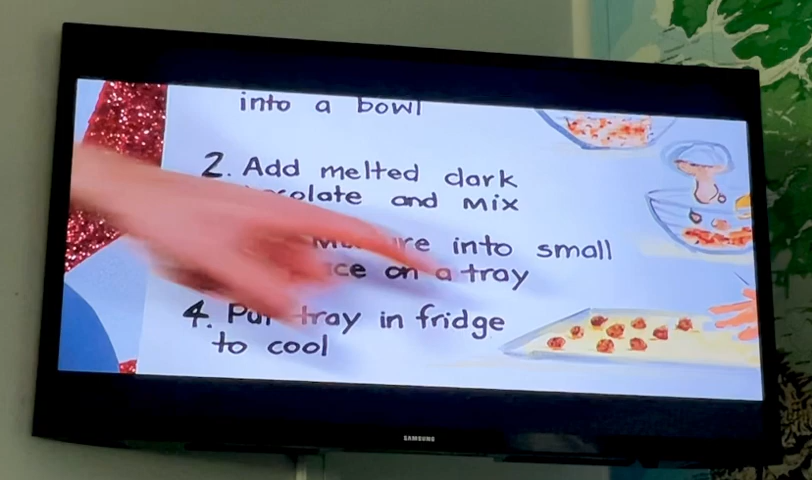 into a bowl
2. Add melted dark
and mix
into small
on a tray
4. Put tray in fridge
to cool
SAMSUNG